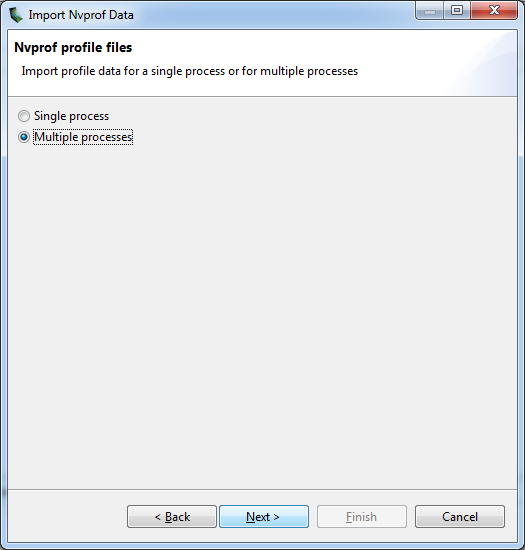 Import Nvprof Data
Nvprof profile files
Import profile data for a single process or for multiple processes
Single process
Multiple processes
< Back Next > Finish Cancel